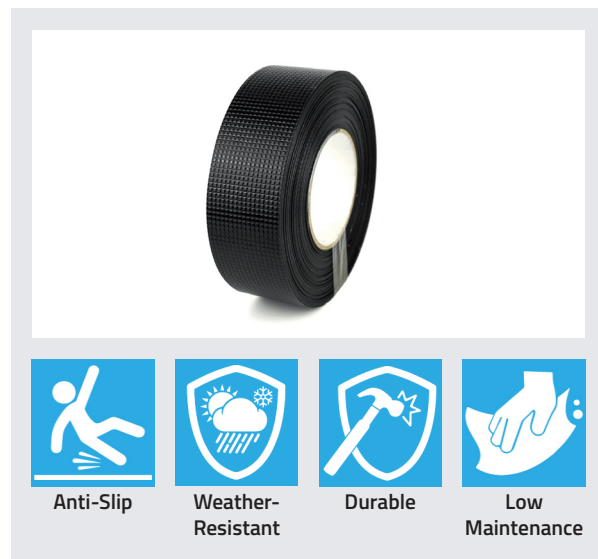 Anti-Slip
Weather-
Resistant
Durable
Low
Maintenance